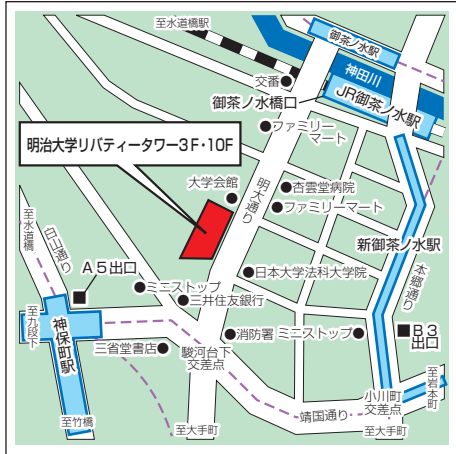 至水道橋駅
御茶ノ水駅
神田川
JR御茶ノ水駅
交番
御茶ノ水橋口
ファミリー
マート
明治大学リバティータワー3F・10F
大学会館
明大通り
杏雲堂病院
ファミリーマート
至水道橋
白山通り
新御茶ノ水駅
本郷通り
A5出口
日本大学法科大学院
ミニストップ
三井住友銀行
至九段下
神保町駅
三省堂書店
駿河台下
交差点
消防署
ミニストップ
B3
出口
小川町
交差点
至岩本町
靖国通り
至竹橋
至大手町
至大手町